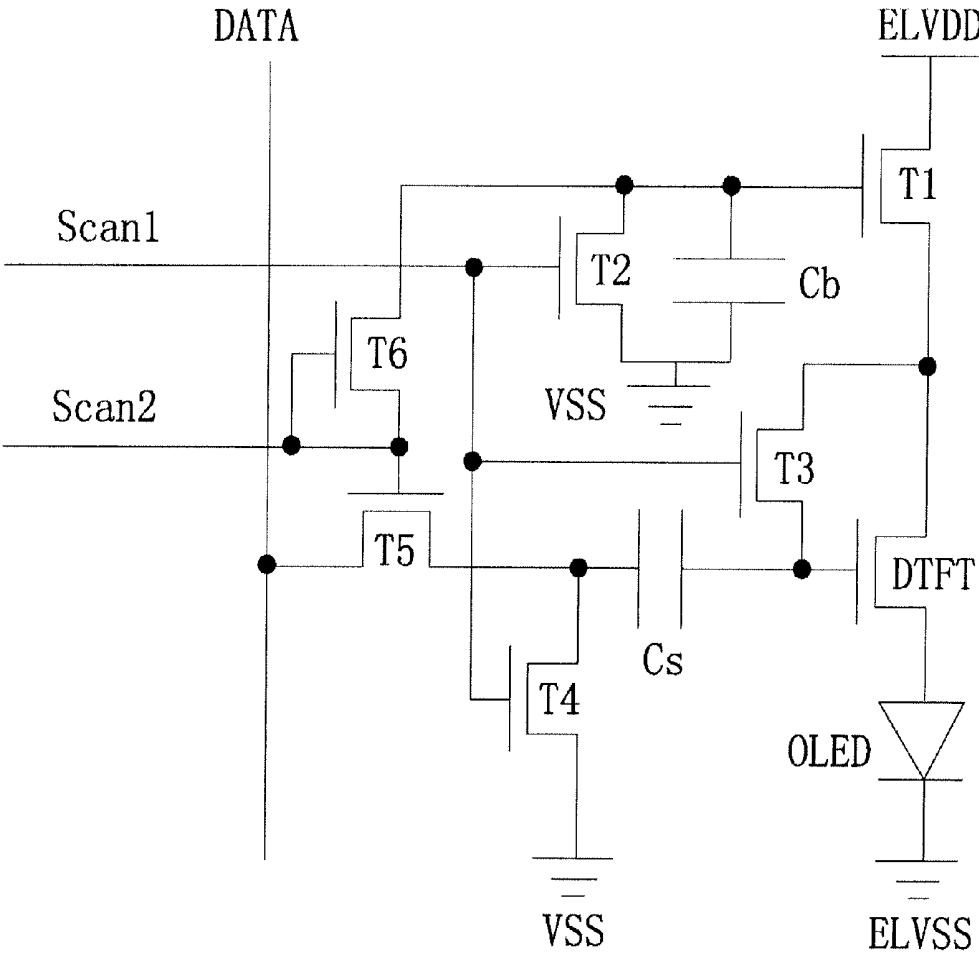 DATA
ELVDD
T1
Scan1
T2
Cb
T6
VSS
Scan2
T3
T5
DTFT
Cs
T4
OLED
VSS
ELVSS